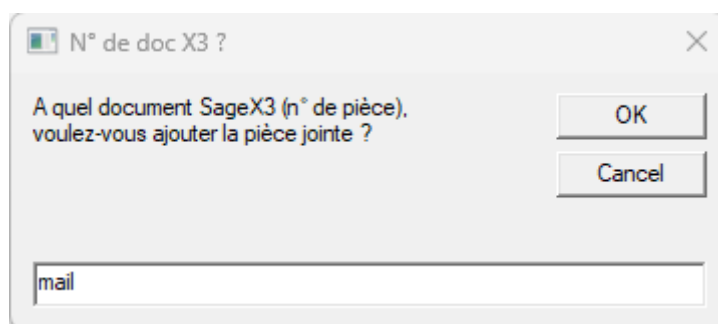 N° de doc X3 ?
A quel document SageX3 (n° de pièce),
voulez-vous ajouter la pièce jointe ?
OK
Cancel
mail